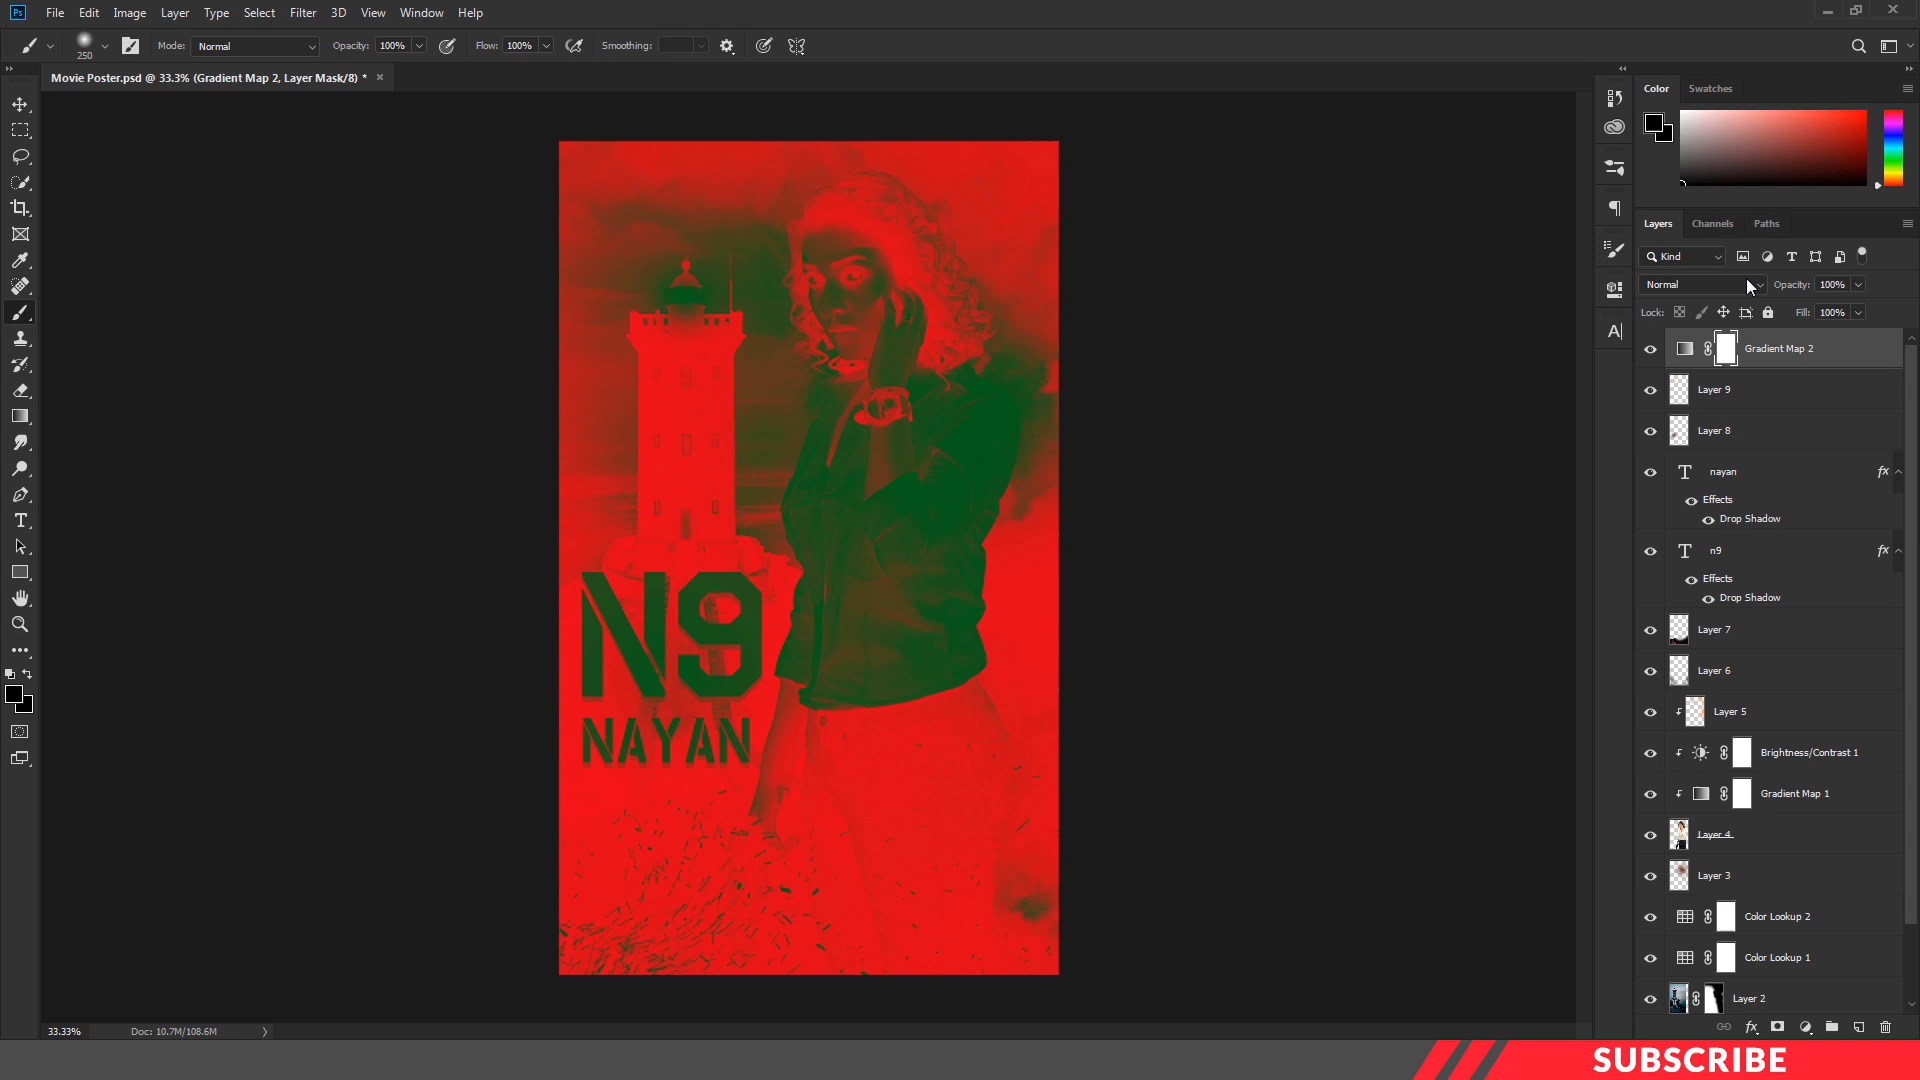 Ps File Edit Image Layer Type Select Filter 3D View Window Help
250 Mode: Normal Opacity: 100% Flow: 100% Smoothing:
Movie Poster.psd @ 33.3% (Gradient Map 2, Layer Mask/8) * ×
Color Swatches
Layers Channels Paths
Kind
Normal Opacity: 100%
Lock: Fill: 100%
Gradient Map 2
Layer 9
Layer 8
nayan fx
Effects
Drop Shadow
n9 fx
Effects
Drop Shadow
Layer 7
Layer 6
Layer 5
Brightness/Contrast 1
Gradient Map 1
Layer 4
Layer 3
Color Lookup 2
Color Lookup 1
Layer 2
N9
NAYAN
33.33% Doc: 10.7M/108.6M
SUBSCRIBE